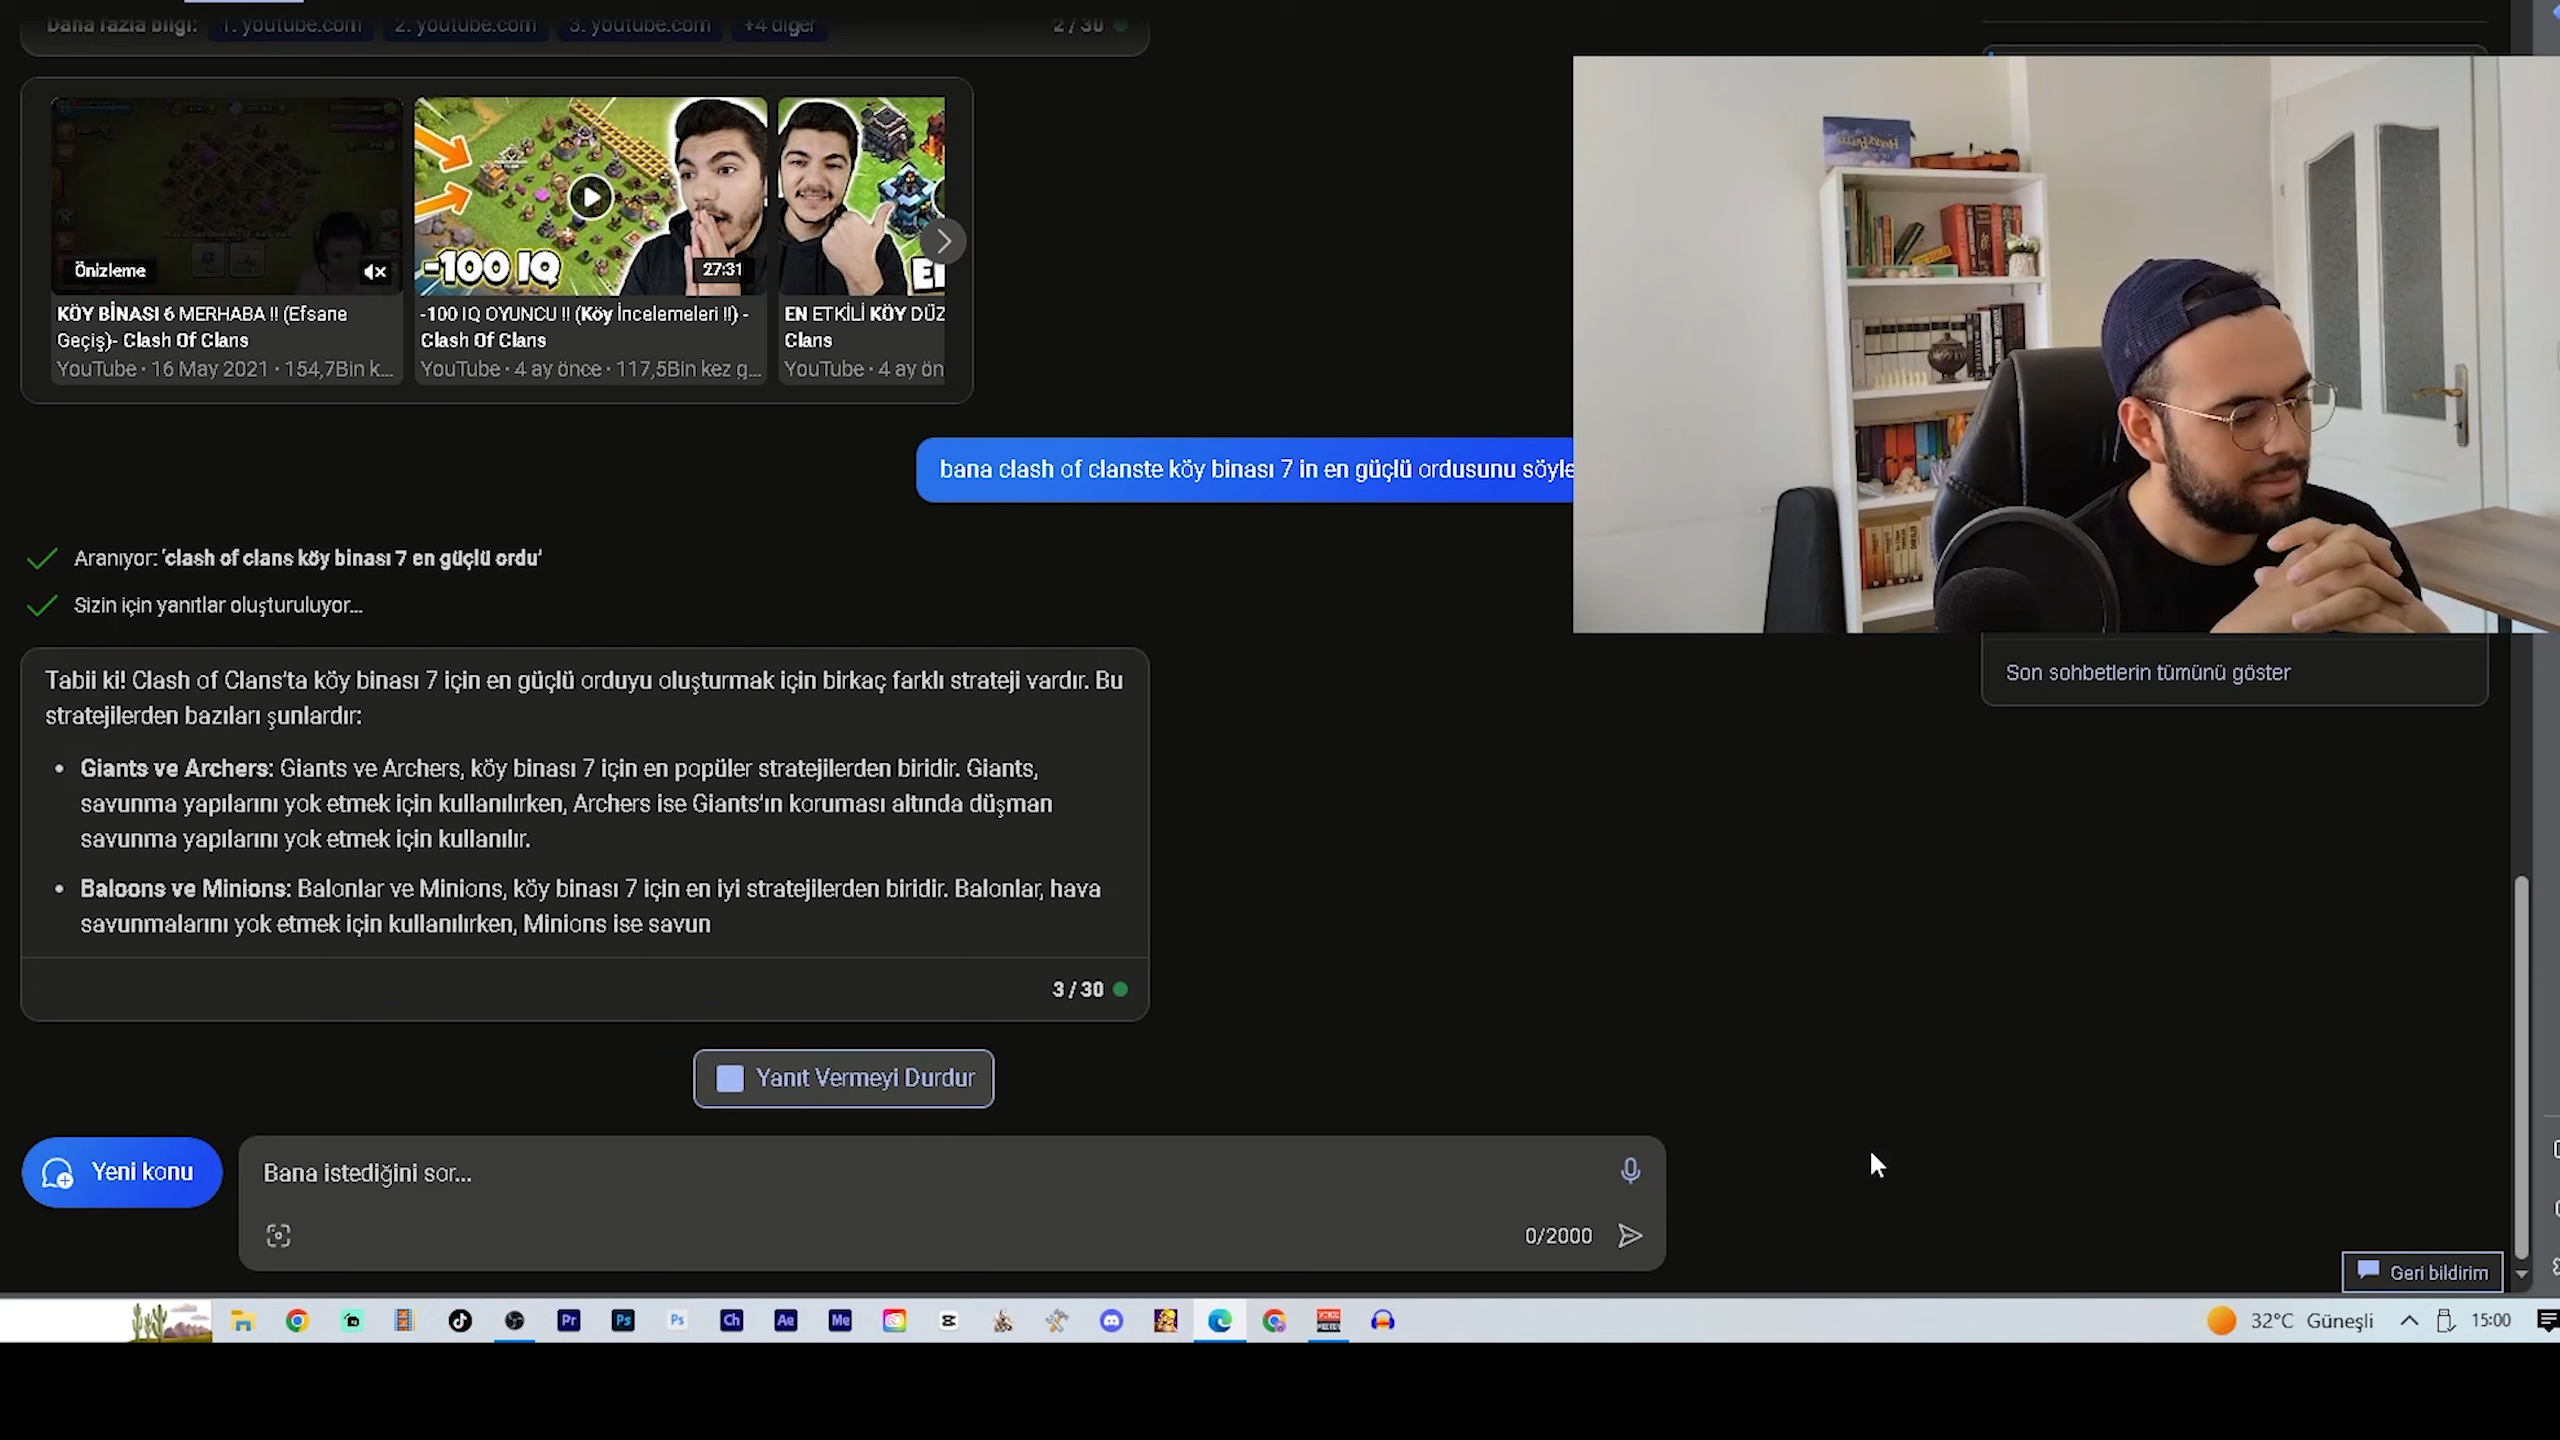 Daha fazla bilgi: 1. youtube.com 2. youtube.com 3. youtube.com +4 diğer 2 / 30
-100 IQ
27:31
Önizleme
KÖY BİNASI 6 MERHABA !! (Efsane
Geçiş)- Clash Of Clans
YouTube · 16 May 2021 · 154,7Bin k...
-100 IQ OYUNCU !! (Köy İncelemeleri !!) -
Clash Of Clans
YouTube · 4 ay önce · 117,5Bin kez g...
EN ETKİLİ KÖY DÜZ
Clans
YouTube · 4 ay ön
bana clash of clanste köy binası 7 in en güçlü ordusunu söyle
Aranıyor: 'clash of clans köy binası 7 en güçlü ordu'
Sizin için yanıtlar oluşturuluyor...
Tabii ki! Clash of Clans'ta köy binası 7 için en güçlü orduyu oluşturmak için birkaç farklı strateji vardır. Bu
stratejilerden bazıları şunlardır:
• Giants ve Archers: Giants ve Archers, köy binası 7 için en popüler stratejilerden biridir. Giants,
savunma yapılarını yok etmek için kullanılırken, Archers ise Giants'ın koruması altında düşman
savunma yapılarını yok etmek için kullanılır.
• Baloons ve Minions: Balonlar ve Minions, köy binası 7 için en iyi stratejilerden biridir. Balonlar, hava
savunmalarını yok etmek için kullanılırken, Minions ise savun
3 / 30
Son sohbetlerin tümünü göster
Yanıt Vermeyi Durdur
Yeni konu
Bana istediğini sor...
0/2000
Geri bildirim
Pr Ps Ps Ch Ae Me
32°C Güneşli 15:00